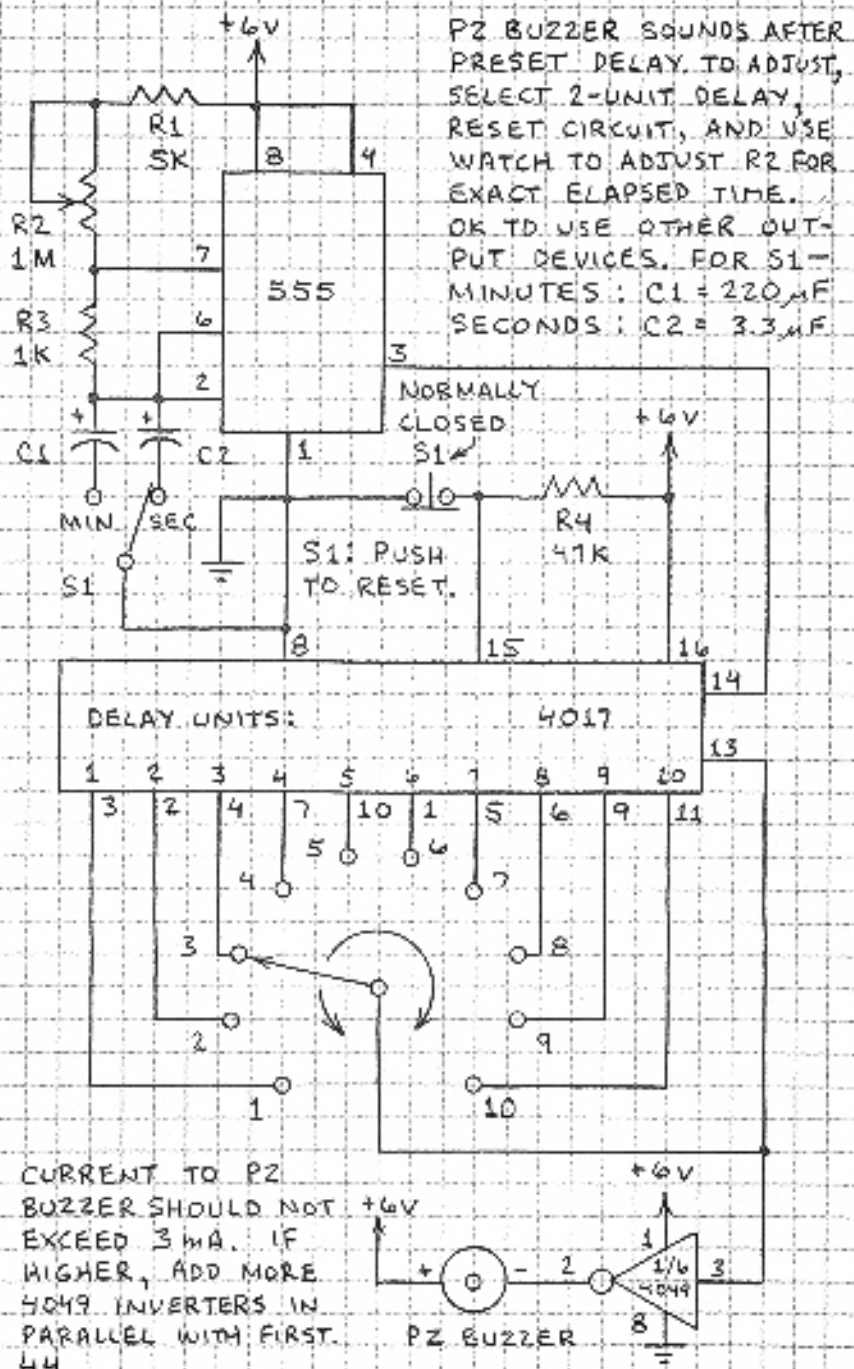 +6V
PZ BUZZER SOUNDS AFTER
PRESET DELAY. TO ADJUST,
SELECT 2-UNIT DELAY,
RESET CIRCUIT, AND USE
WATCH TO ADJUST R2 FOR
EXACT ELAPSED TIME.
OK TO USE OTHER OUT-
PUT DEVICES. FOR S1-
MINUTES: C1 = 220µF
SECONDS: C2 = 3.3µF
R1
5K
8
4
R2
1M
7
555
R3
1K
6
2
3
NORMALLY
CLOSED
S1
+6V
+
C1
+
C2
1
MIN
SEC
S1
S1: PUSH
TO RESET.
R4
47K
8
15
16
14
DELAY UNITS:
4017
13
1 2 3 4 5 6 7 8 9 10
3 2 4 7 10 1 5 6 9 11
5
6
4
7
3
8
2
9
1
10
CURRENT TO PZ
BUZZER SHOULD NOT
EXCEED 3 mA. IF
HIGHER, ADD MORE
4049 INVERTERS IN
PARALLEL WITH FIRST.
44
+6V
+
-
PZ BUZZER
+6V
1
2
1/6
4049
3
8